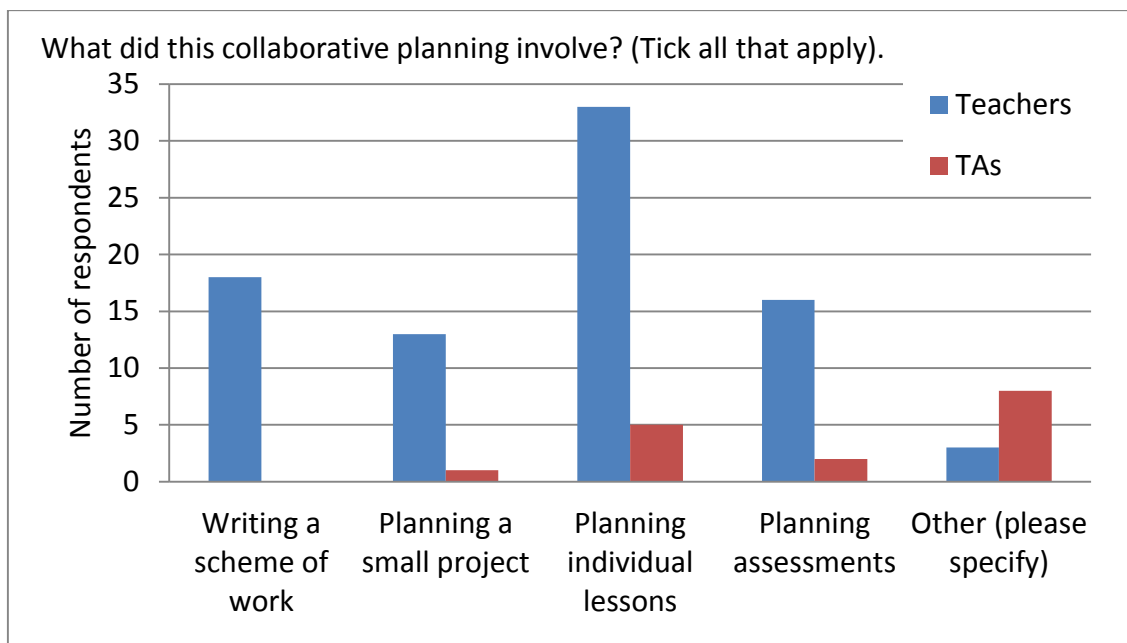 What did this collaborative planning involve? (Tick all that apply).
35
30
25
20
15
10
5
0
Number of respondents
Teachers
TAs
Writing a
scheme of
work
Planning a
small project
Planning
individual
lessons
Planning
assessments
Other (please
specify)